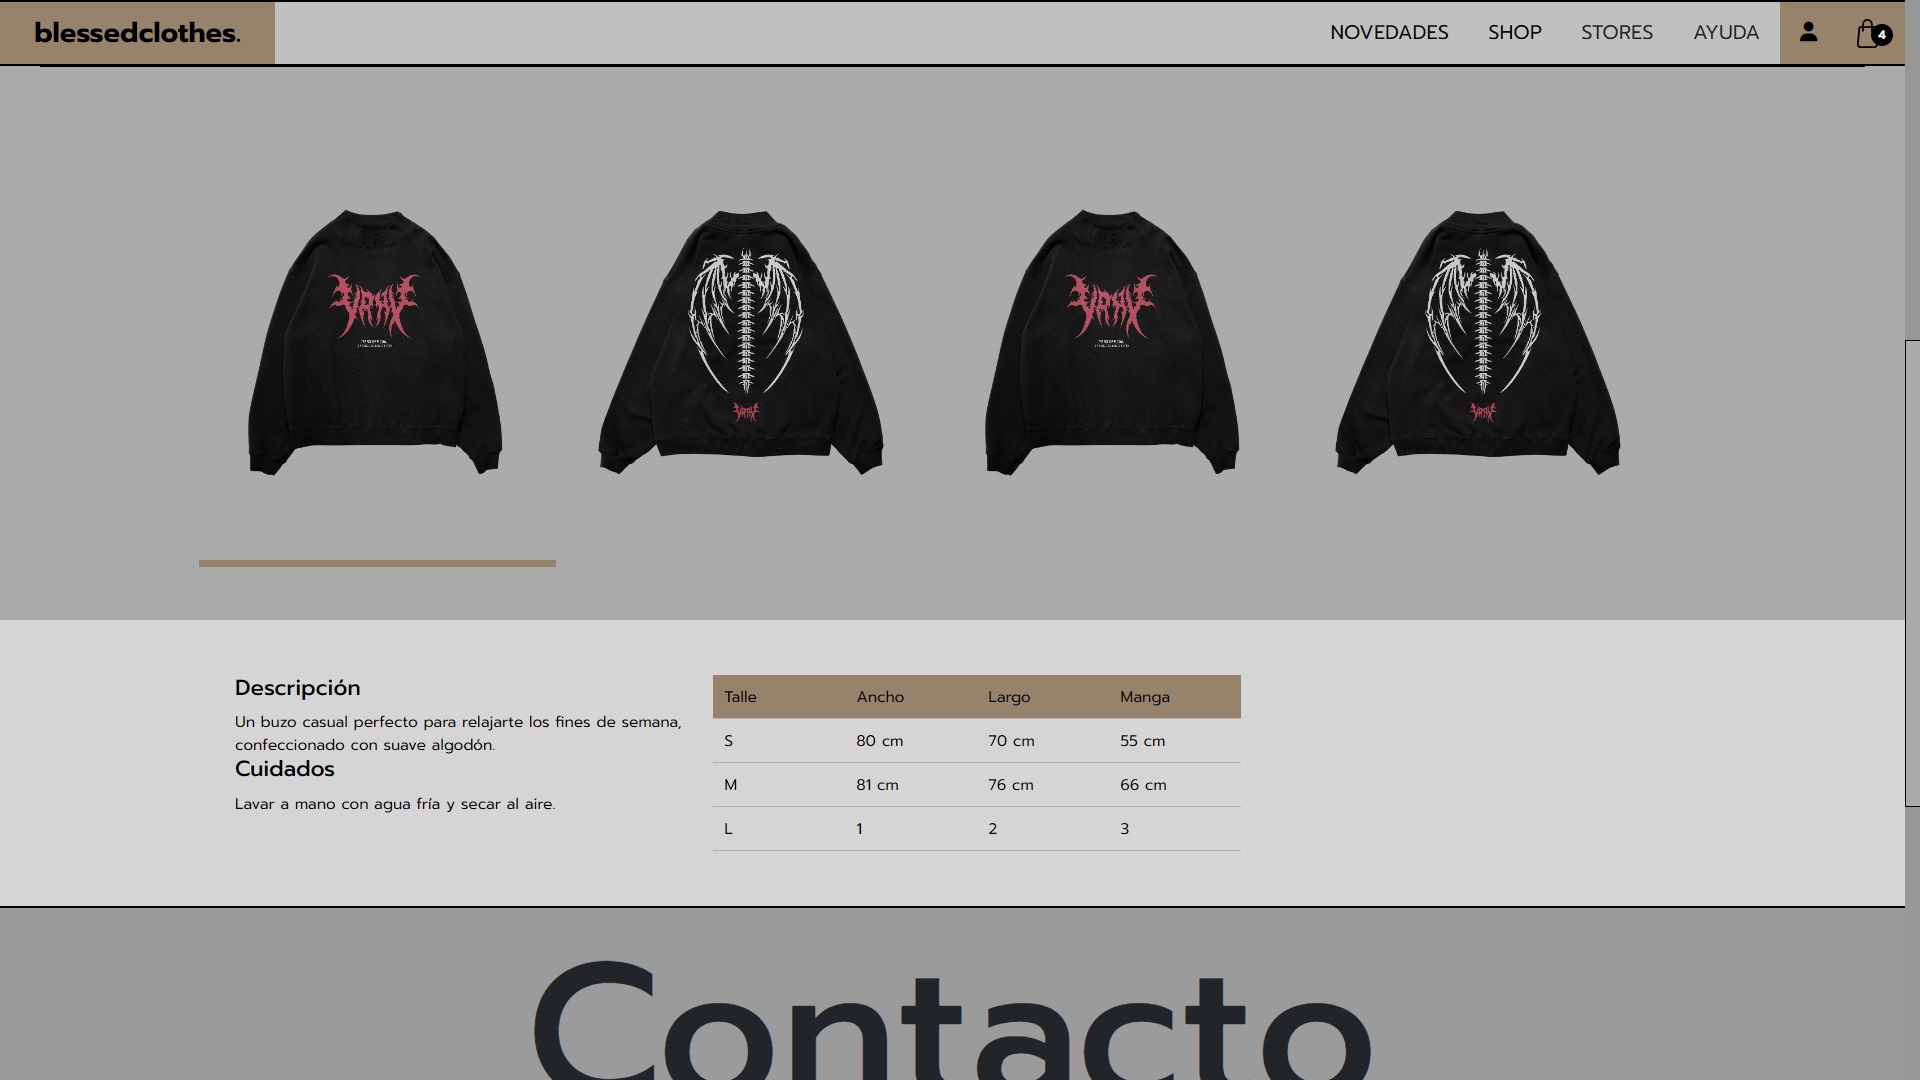 blessedclothes.
NOVEDADES SHOP STORES AYUDA 4
Descripción
Un buzo casual perfecto para relajarte los fines de semana,
confeccionado con suave algodón.
Cuidados
Lavar a mano con agua fría y secar al aire.
Talle Ancho Largo Manga
S 80 cm 70 cm 55 cm
M 81 cm 76 cm 66 cm
L 1 2 3
Contacto